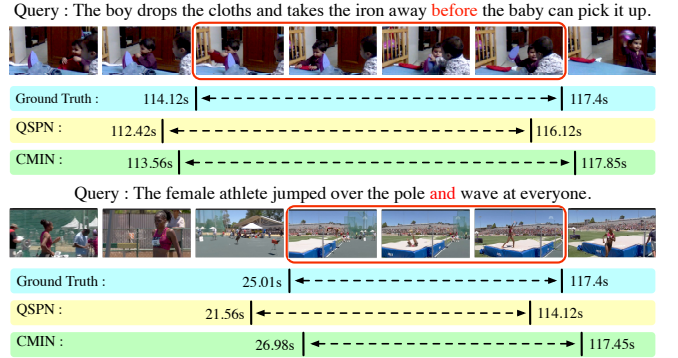 Query : The boy drops the cloths and takes the iron away before the baby can pick it up.
Ground Truth : 114.12s 117.4s
QSPN : 112.42s 116.12s
CMIN : 113.56s 117.85s
Query : The female athlete jumped over the pole and wave at everyone.
Ground Truth : 25.01s 117.4s
QSPN : 21.56s 114.12s
CMIN : 26.98s 117.45s